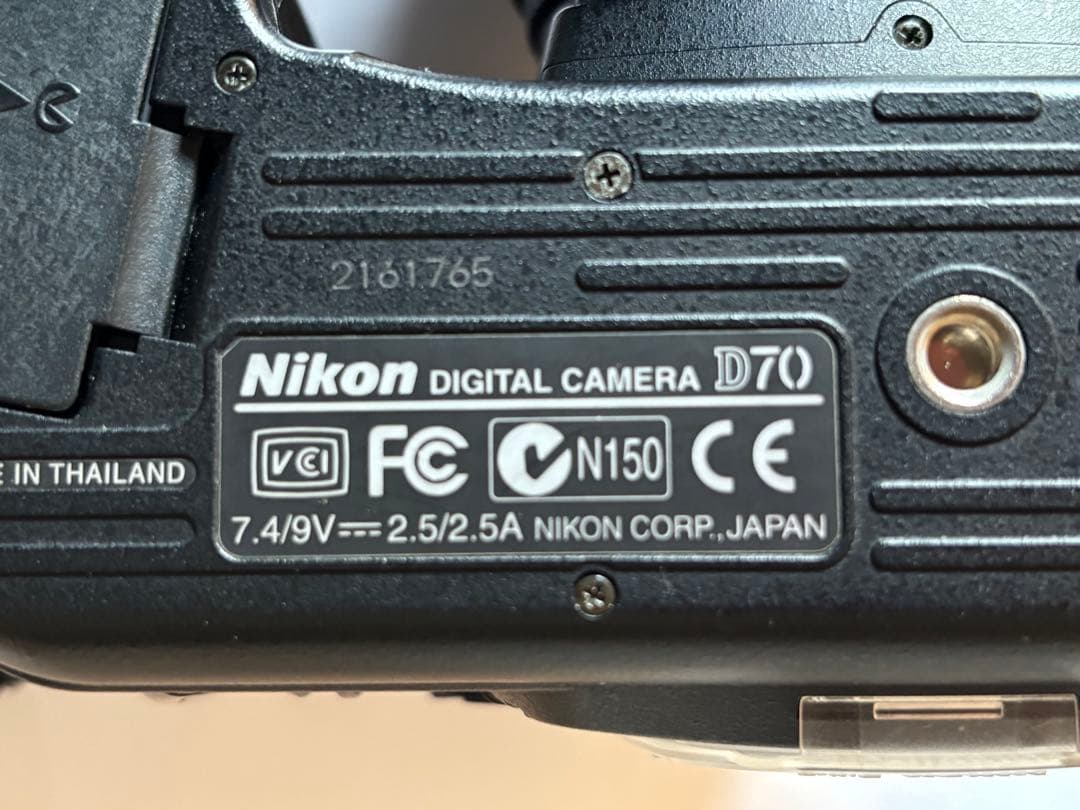 2161765
Nikon DIGITAL CAMERA D70
VCI FC N150 CE
E IN THAILAND
7.4/9V⎓2.5/2.5A NIKON CORP.,JAPAN